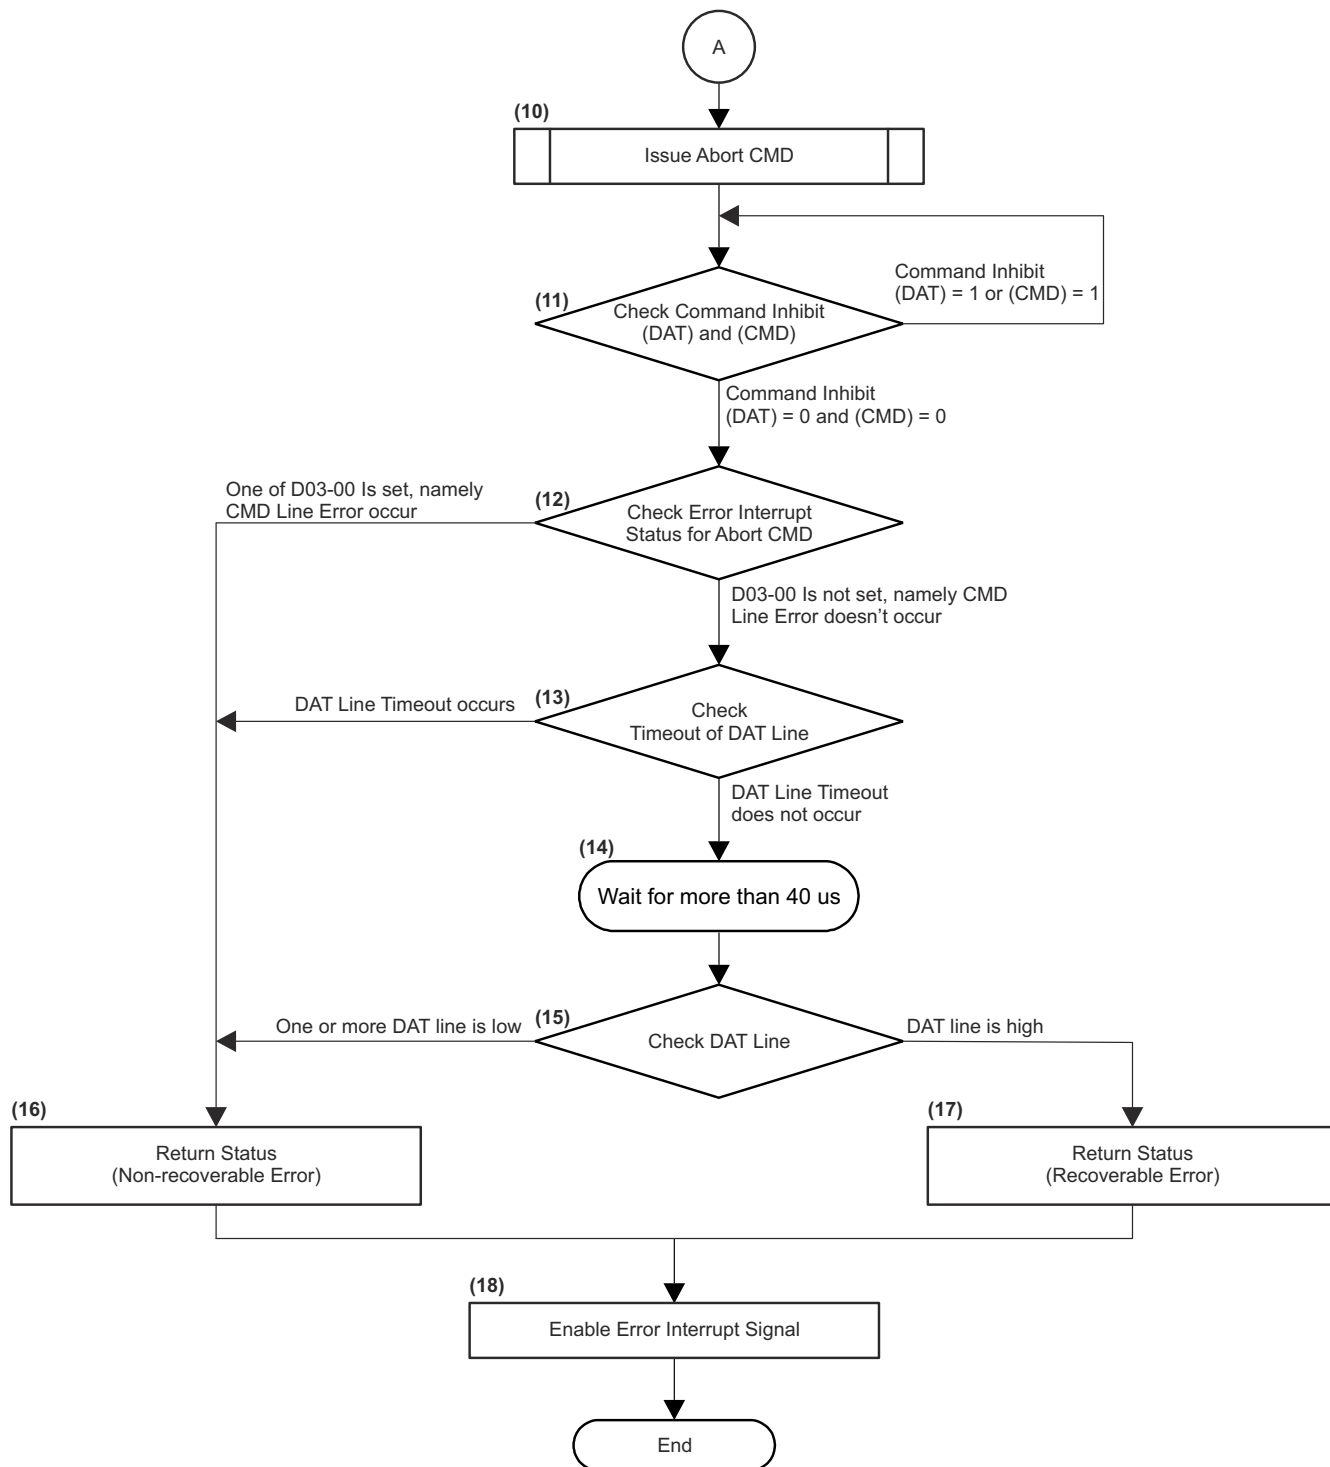 A
(10)
Issue Abort CMD
Command Inhibit
(DAT) = 1 or (CMD) = 1
(11)
Check Command Inhibit
(DAT) and (CMD)
Command Inhibit
(DAT) = 0 and (CMD) = 0
One of D03-00 Is set, namely
CMD Line Error occur
(12)
Check Error Interrupt
Status for Abort CMD
D03-00 Is not set, namely CMD
Line Error doesn't occur
DAT Line Timeout occurs
(13)
Check
Timeout of DAT Line
DAT Line Timeout
does not occur
(14)
Wait for more than 40 us
One or more DAT line is low
(15)
Check DAT Line
DAT line is high
(16)
Return Status
(Non-recoverable Error)
(17)
Return Status
(Recoverable Error)
(18)
Enable Error Interrupt Signal
End